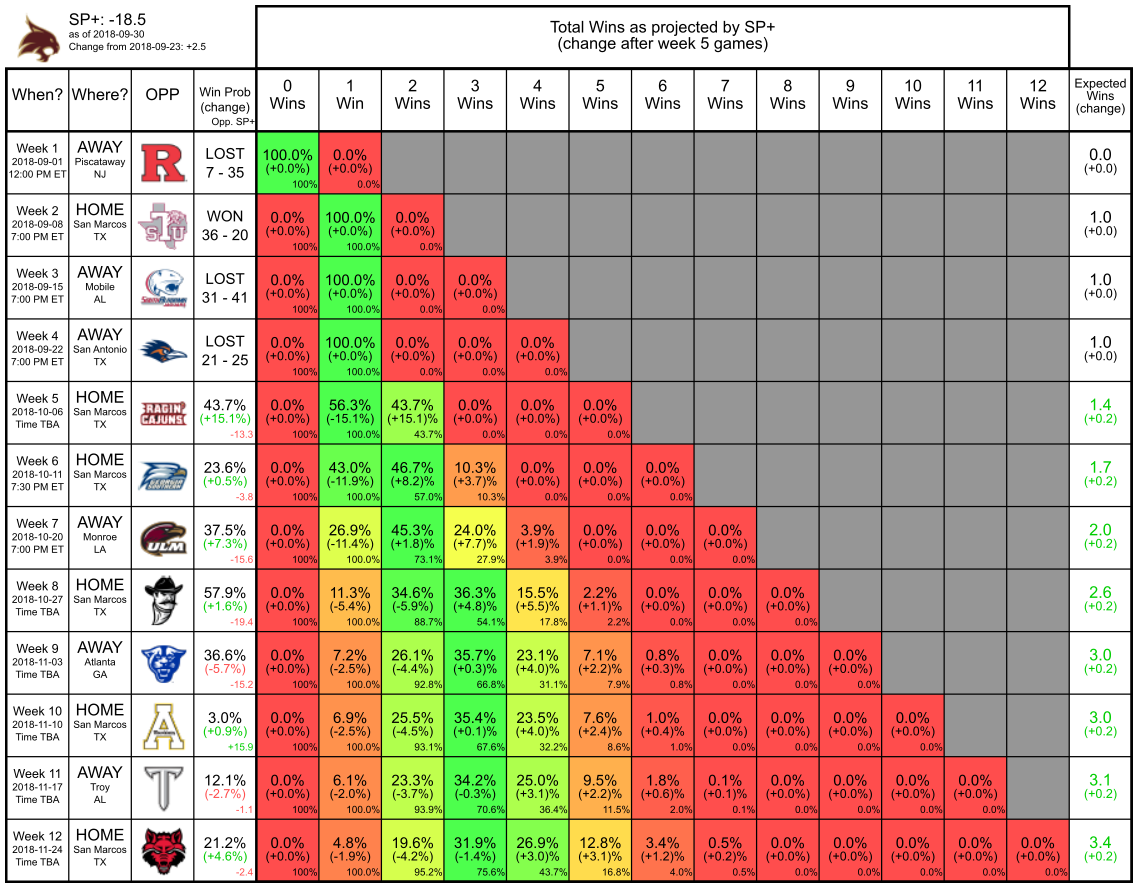 SP+: -18.5
as of 2018-09-30
Change from 2018-09-23: +2.5
Total Wins as projected by SP+
(change after week 5 games)
When? Where? OPP Win Prob (change) Opp. SP+ 0 Wins 1 Win 2 Wins 3 Wins 4 Wins 5 Wins 6 Wins 7 Wins 8 Wins 9 Wins 10 Wins 11 Wins 12 Wins Expected Wins (change)
Week 1 AWAY LOST 100.0% 0.0% 0.0
2018-09-01 Piscataway R 7 - 35 (+0.0%) (+0.0%) (+0.0)
12:00 PM ET NJ 100% 0.0%
Week 2 HOME WON 0.0% 100.0% 0.0% 1.0
2018-09-08 San Marcos TSU 36 - 20 (+0.0%) (+0.0%) (+0.0%) (+0.0)
7:00 PM ET TX 100% 100.0% 0.0%
Week 3 AWAY LOST 0.0% 100.0% 0.0% 0.0% 1.0
2018-09-15 Mobile 31 - 41 (+0.0%) (+0.0%) (+0.0%) (+0.0%) (+0.0)
7:00 PM ET AL SOUTH ALABAMA 100% 100.0% 0.0% 0.0%
Week 4 AWAY LOST 0.0% 100.0% 0.0% 0.0% 0.0% 1.0
2018-09-22 San Antonio 21 - 25 (+0.0%) (+0.0%) (+0.0%) (+0.0%) (+0.0%) (+0.0)
7:00 PM ET TX 100% 100.0% 0.0% 0.0% 0.0%
Week 5 HOME RAGIN' 43.7% 0.0% 56.3% 43.7% 0.0% 0.0% 0.0% 1.4
2018-10-06 San Marcos CAJUNS (+15.1%) (+0.0%) (-15.1%) (+15.1)% (+0.0%) (+0.0%) (+0.0%) (+0.2)
Time TBA TX -13.3 100% 100.0% 43.7% 0.0% 0.0% 0.0%
Week 6 HOME 23.6% 0.0% 43.0% 46.7% 10.3% 0.0% 0.0% 0.0% 1.7
2018-10-11 San Marcos GEORGIA (+0.5%) (+0.0%) (-11.9%) (+8.2)% (+3.7)% (+0.0%) (+0.0%) (+0.0%) (+0.2)
7:30 PM ET TX SOUTHERN -3.8 100% 100.0% 57.0% 10.3% 0.0% 0.0% 0.0%
Week 7 AWAY 37.5% 0.0% 26.9% 45.3% 24.0% 3.9% 0.0% 0.0% 0.0% 2.0
2018-10-20 Monroe (+7.3%) (+0.0%) (-11.4%) (+1.8)% (+7.7)% (+1.9)% (+0.0%) (+0.0%) (+0.0%) (+0.2)
7:00 PM ET LA ULM -15.6 100% 100.0% 73.1% 27.9% 3.9% 0.0% 0.0% 0.0%
Week 8 HOME 57.9% 0.0% 11.3% 34.6% 36.3% 15.5% 2.2% 0.0% 0.0% 0.0% 2.6
2018-10-27 San Marcos (+1.6%) (+0.0%) (-5.4%) (-5.9%) (+4.8)% (+5.5)% (+1.1)% (+0.0%) (+0.0%) (+0.0%) (+0.2)
Time TBA TX -19.4 100% 100.0% 88.7% 54.1% 17.8% 2.2% 0.0% 0.0% 0.0%
Week 9 AWAY 36.6% 0.0% 7.2% 26.1% 35.7% 23.1% 7.1% 0.8% 0.0% 0.0% 0.0% 3.0
2018-11-03 Atlanta (-5.7%) (+0.0%) (-2.5%) (-4.4%) (+0.3)% (+4.0)% (+2.2)% (+0.3)% (+0.0%) (+0.0%) (+0.0%) (+0.2)
Time TBA GA -15.2 100% 100.0% 92.8% 66.8% 31.1% 7.9% 0.8% 0.0% 0.0% 0.0%
Week 10 HOME 3.0% 0.0% 6.9% 25.5% 35.4% 23.5% 7.6% 1.0% 0.0% 0.0% 0.0% 0.0% 3.0
2018-11-10 San Marcos A (+0.9%) (+0.0%) (-2.5%) (-4.5%) (+0.1)% (+4.0)% (+2.4)% (+0.4)% (+0.0%) (+0.0%) (+0.0%) (+0.0%) (+0.2)
Time TBA TX +15.9 100% 100.0% 93.1% 67.6% 32.2% 8.6% 1.0% 0.0% 0.0% 0.0% 0.0%
Week 11 AWAY 12.1% 0.0% 6.1% 23.3% 34.2% 25.0% 9.5% 1.8% 0.1% 0.0% 0.0% 0.0% 0.0% 3.1
2018-11-17 Troy T (-2.7%) (+0.0%) (-2.0%) (-3.7%) (-0.3%) (+3.1)% (+2.2)% (+0.6)% (+0.1)% (+0.0%) (+0.0%) (+0.0%) (+0.0%) (+0.2)
Time TBA AL -1.1 100% 100.0% 93.9% 70.6% 36.4% 11.5% 2.0% 0.1% 0.0% 0.0% 0.0% 0.0%
Week 12 HOME 21.2% 0.0% 4.8% 19.6% 31.9% 26.9% 12.8% 3.4% 0.5% 0.0% 0.0% 0.0% 0.0% 0.0% 3.4
2018-11-24 San Marcos (+4.6%) (+0.0%) (-1.9%) (-4.2%) (-1.4%) (+3.0)% (+3.1)% (+1.2)% (+0.2)% (+0.0%) (+0.0%) (+0.0%) (+0.0%) (+0.0%) (+0.2)
Time TBA TX -2.4 100% 100.0% 95.2% 75.6% 43.7% 16.8% 4.0% 0.5% 0.0% 0.0% 0.0% 0.0% 0.0%